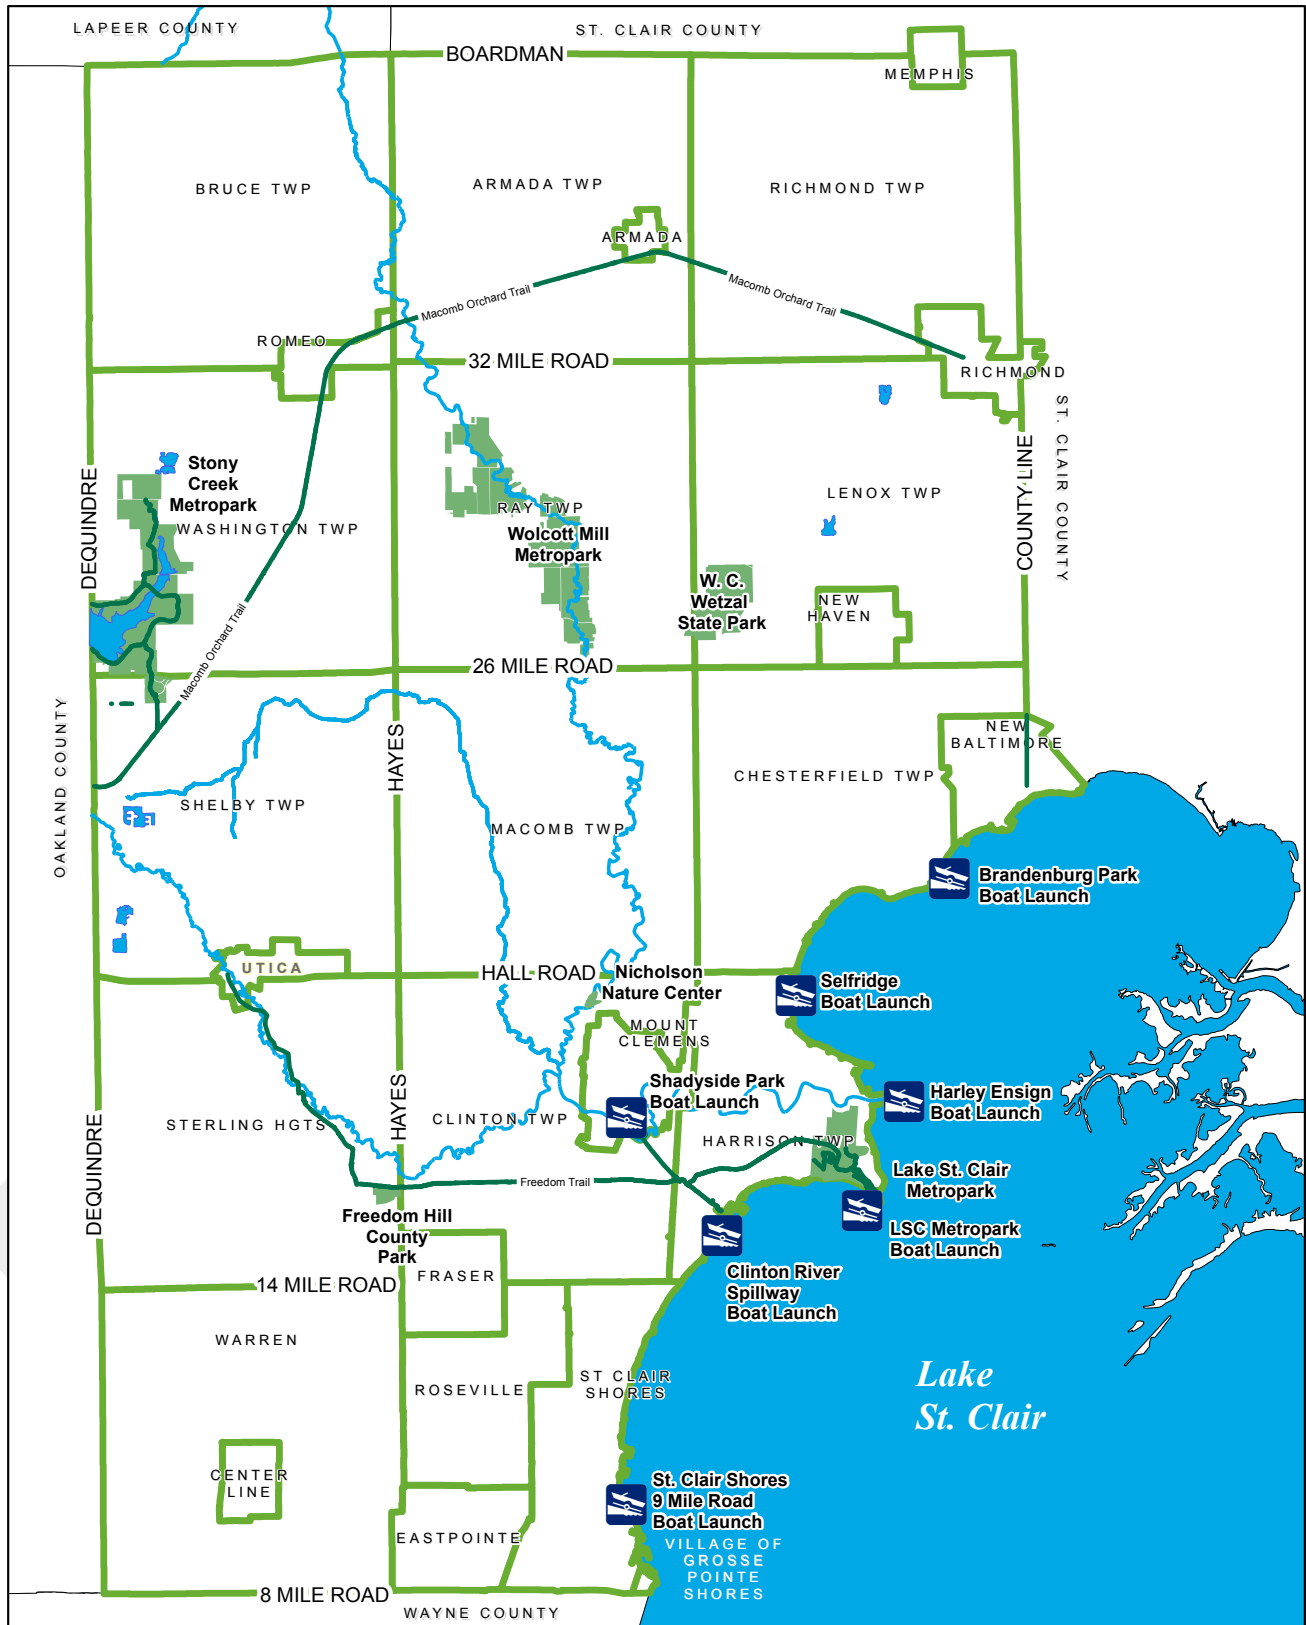 LAPEER COUNTY
ST. CLAIR COUNTY
BOARDMAN
MEMPHIS
BRUCE TWP
ARMADA TWP
RICHMOND TWP
ARMADA
Macomb Orchard Trail
Macomb Orchard Trail
ROMEO
32 MILE ROAD
RICHMOND
ST. CLAIR COUNTY
COUNTY LINE
DEQUINDRE
Stony
Creek
Metropark
WASHINGTON TWP
RAY TWP
Wolcott Mill
Metropark
LENOX TWP
W. C.
Wetzal
State Park
NEW
HAVEN
Macomb Orchard Trail
26 MILE ROAD
OAKLAND COUNTY
HAYES
NEW
BALTIMORE
CHESTERFIELD TWP
SHELBY TWP
MACOMB TWP
Brandenburg Park
Boat Launch
UTICA
HALL ROAD
Nicholson
Nature Center
Selfridge
Boat Launch
MOUNT
CLEMENS
Shadyside Park
Boat Launch
Harley Ensign
Boat Launch
HAYES
DEQUINDRE
STERLING HGTS
CLINTON TWP
HARRISON TWP
Lake St. Clair
Metropark
Freedom Trail
LSC Metropark
Boat Launch
Freedom Hill
County
Park
Clinton River
Spillway
Boat Launch
14 MILE ROAD
FRASER
WARREN
ROSEVILLE
ST CLAIR
SHORES
Lake
St. Clair
CENTER
LINE
St. Clair Shores
9 Mile Road
Boat Launch
EASTPOINTE
VILLAGE OF
GROSSE
POINTE
SHORES
8 MILE ROAD
WAYNE COUNTY